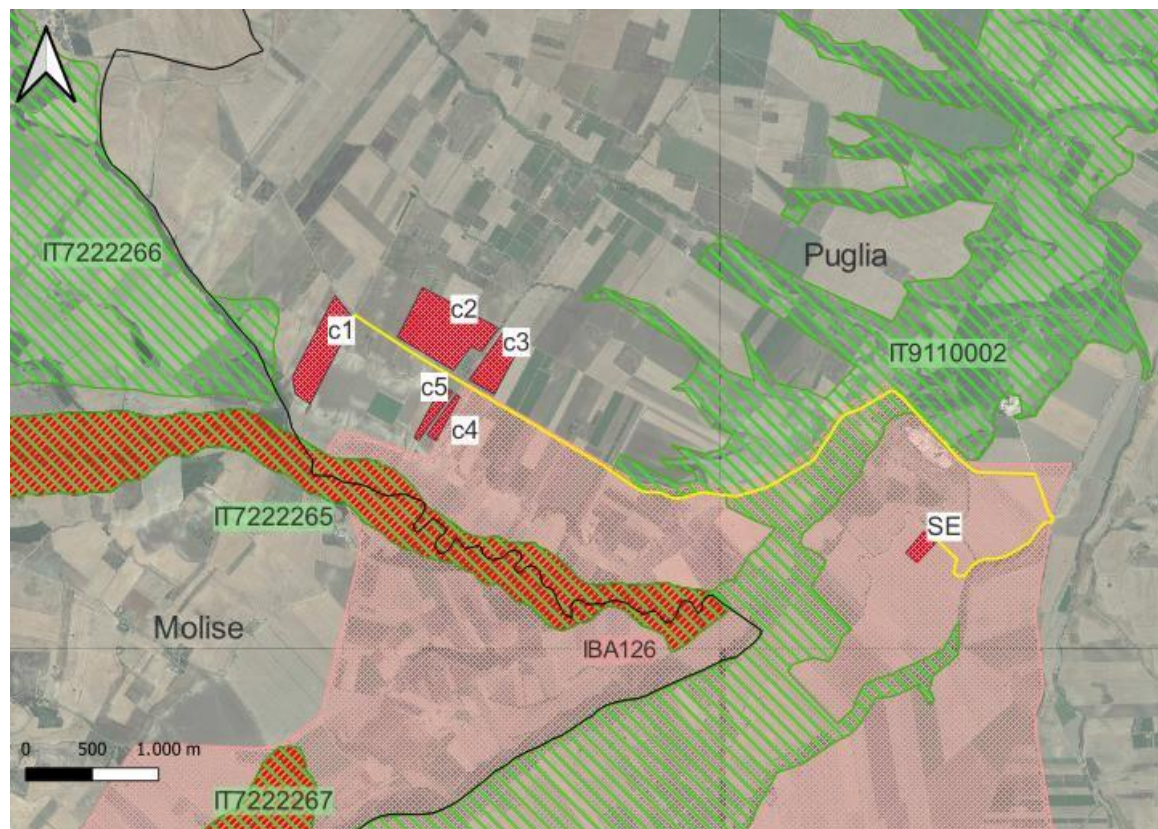 IT7222266
Puglia
c2
c1
c3
IT9110002
c5
c4
IT7222265
SE
Molise
IBA126
0 500 1.000 m
IT7222267